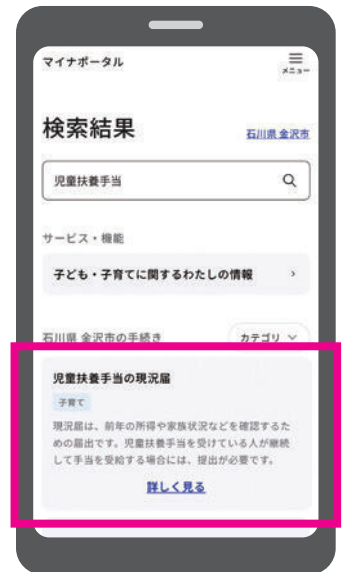 マイナポータル
メニュー
検索結果
石川県 金沢市
児童扶養手当
サービス・機能
子ども・子育てに関するわたしの情報
石川県 金沢市の手続き
カテゴリ
児童扶養手当の現況届
子育て
現況届は、前年の所得や家族状況などを確認するた
めの届出です。児童扶養手当を受けている人が継続
して手当を受給する場合には、提出が必要です。
詳しく見る